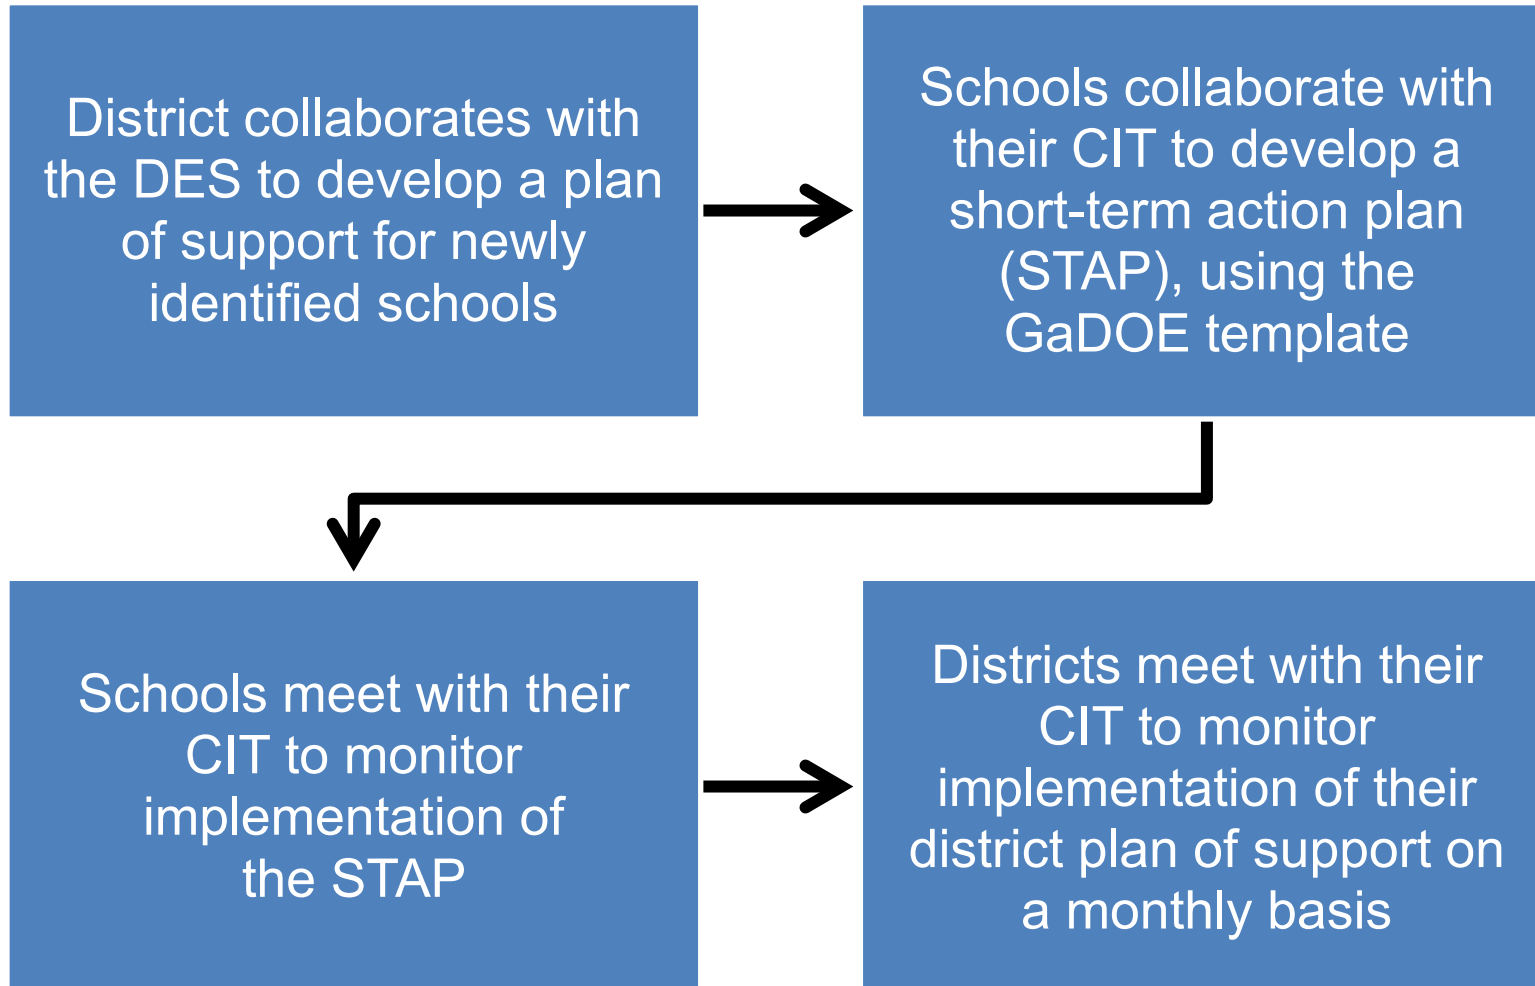 District collaborates with
the DES to develop a plan
of support for newly
identified schools
Schools collaborate with
their CIT to develop a
short-term action plan
(STAP), using the
GaDOE template
Schools meet with their
CIT to monitor
implementation of
the STAP
Districts meet with their
CIT to monitor
implementation of their
district plan of support on
a monthly basis